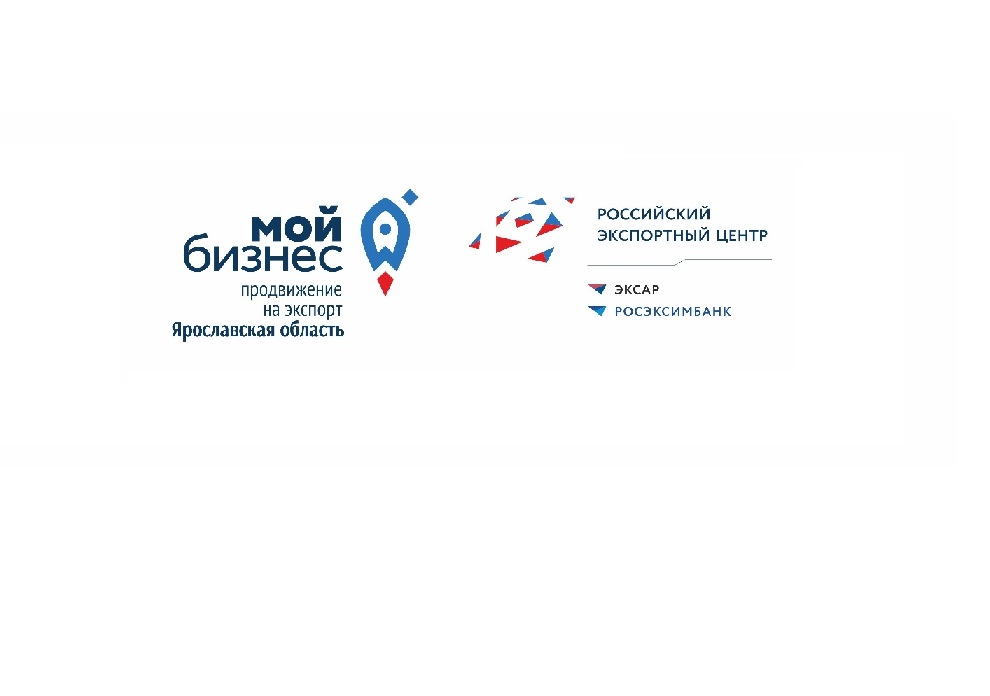 мой
бизнес
продвижение
на экспорт
Ярославская область
РОССИЙСКИЙ
ЭКСПОРТНЫЙ ЦЕНТР
ЭКСАР
РОСЭКСИМБАНК